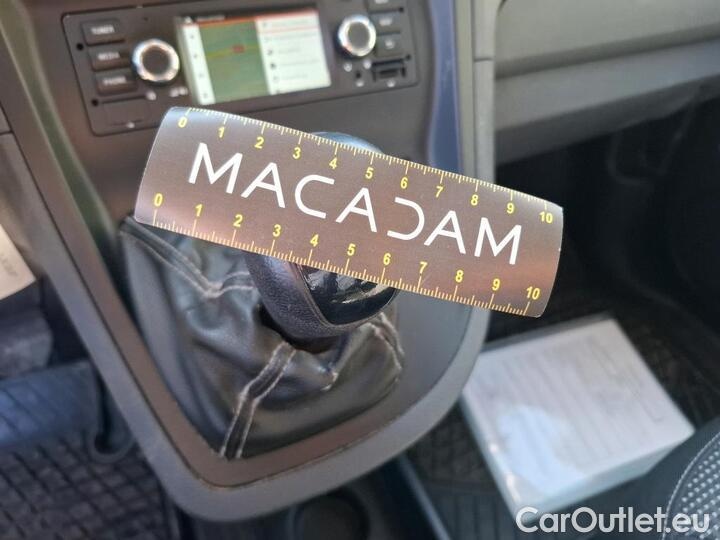 TUNER
MEDIA
PHONE
0 1 2 3 4 5 6 7 8 9 10
MACADAM
0 1 2 3 4 5 6 7 8 9 10
CarOutlet.eu